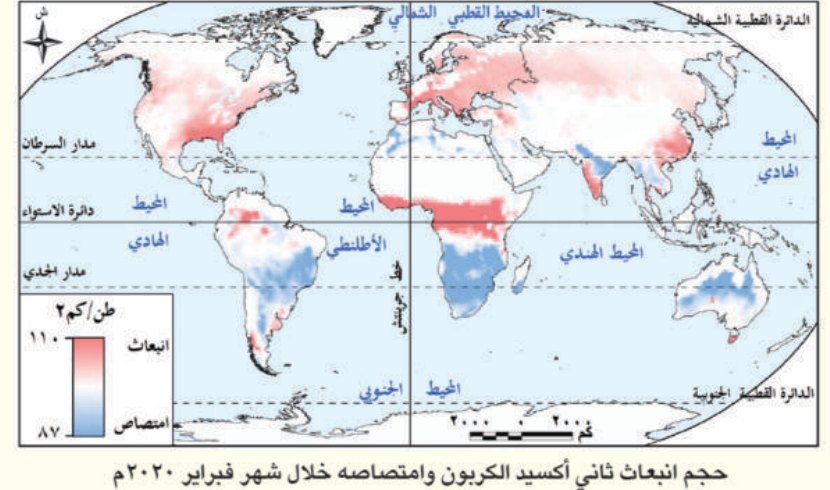 ش
المحيط القطبي الشمالي
الدائرة القطبية الشمالية
مدار السرطان
المحيط
الهادي
دائرة الاستواء
المحيط
الهادي
المحيط
الأطلنطي
المحيط الهندي
مدار الجدي
خط جرينتش
طن/كم٢
١١٠
انبعاث
امتصاص
٨٧
المحيط
الجنوبي
الدائرة القطبية الجنوبية
٢٠٠٠ ٠ ٢٠٠٠
كم
حجم انبعاث ثاني أكسيد الكربون وامتصاصه خلال شهر فبراير ٢٠٢٠م